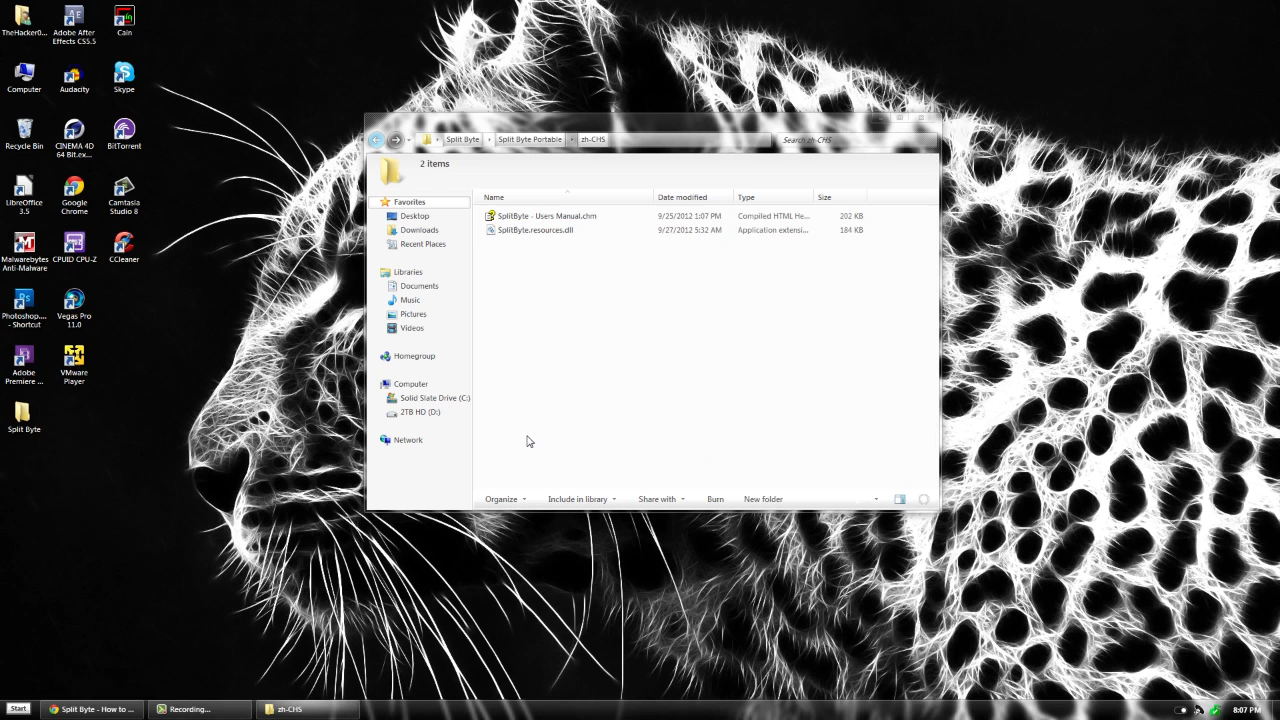 TheHacker0...
Adobe After Effects CS5.5
Cain
Computer
Audacity
Skype
Recycle Bin
CINEMA 4D 64 Bit.ex...
BitTorrent
LibreOffice 3.5
Google Chrome
Camtasia Studio 8
Malwarebytes Anti-Malware
CPUID CPU-Z
CCleaner
Photoshop.... - Shortcut
Vegas Pro 11.0
Adobe Premiere ...
VMware Player
Split Byte
Split Byte Split Byte Portable zh-CHS
Search zh-CHS
2 items
Favorites
Desktop
Downloads
Recent Places
Libraries
Documents
Music
Pictures
Videos
Homegroup
Computer
Solid Slate Drive (C:)
2TB HD (D:)
Network
Name Date modified Type Size
SplitByte - Users Manual.chm 9/25/2012 1:07 PM Compiled HTML He... 202 KB
SplitByte.resources.dll 9/27/2012 5:32 AM Application extensi... 184 KB
Organize Include in library Share with Burn New folder
Start Split Byte - How to ... Recording... zh-CHS 8:07 PM